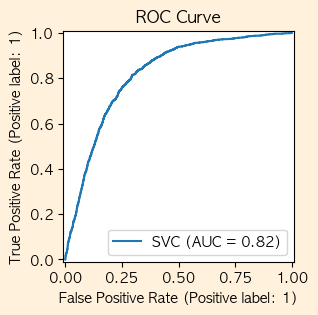 ROC Curve
True Positive Rate (Positive label: 1)
1.0
0.8
0.6
0.4
0.2
0.0
SVC (AUC = 0.82)
0.00 0.25 0.50 0.75 1.00
False Positive Rate (Positive label: 1)